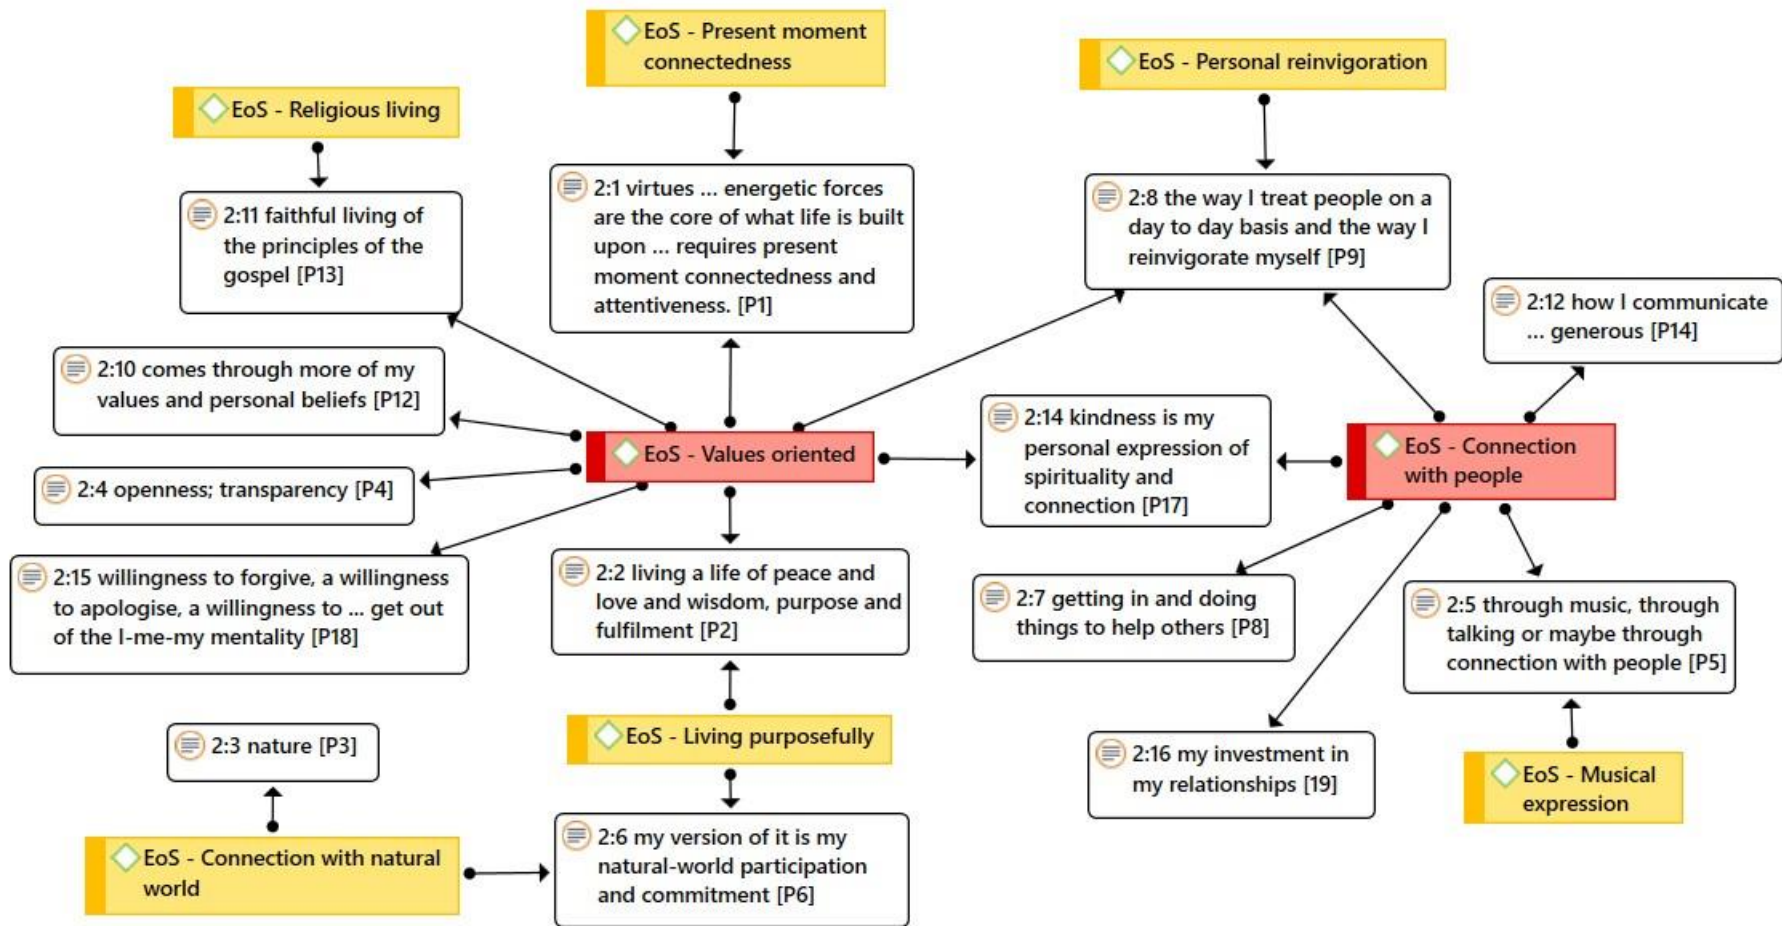 EoS - Present moment
connectedness
EoS - Personal reinvigoration
EoS - Religious living
2:1 virtues ... energetic forces
are the core of what life is built
upon ... requires present
moment connectedness and
attentiveness. [P1]
2:8 the way I treat people on a
day to day basis and the way I
reinvigorate myself [P9]
2:11 faithful living of
the principles of the
gospel [P13]
2:12 how I communicate
... generous [P14]
2:10 comes through more of my
values and personal beliefs [P12]
2:14 kindness is my
personal expression of
spirituality and
connection [P17]
EoS - Values oriented
EoS - Connection
with people
2:4 openness; transparency [P4]
2:15 willingness to forgive, a willingness
to apologise, a willingness to ... get out
of the I-me-my mentality [P18]
2:2 living a life of peace and
love and wisdom, purpose and
fulfilment [P2]
2:7 getting in and doing
things to help others [P8]
2:5 through music, through
talking or maybe through
connection with people [P5]
2:3 nature [P3]
EoS - Living purposefully
2:16 my investment in
my relationships [19]
EoS - Musical
expression
EoS - Connection with natural
world
2:6 my version of it is my
natural-world participation
and commitment [P6]